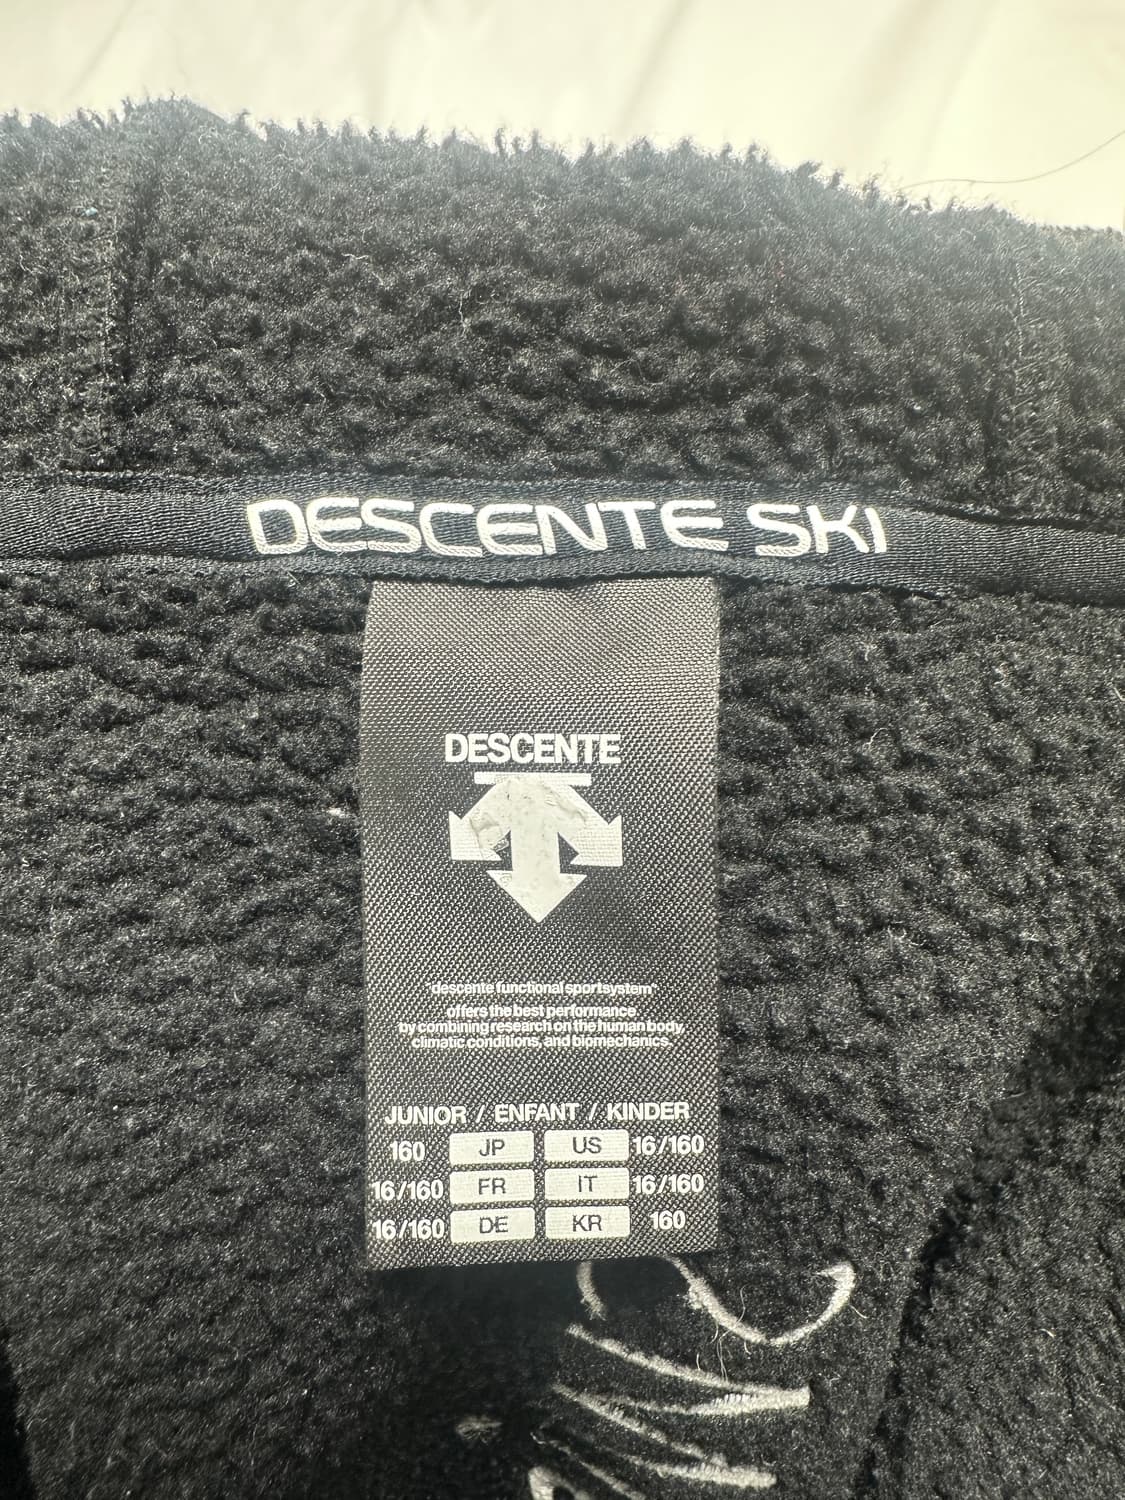 DESCENTE SKI
DESCENTE
"descente functional sportsystem"
offers the best performance
by combining research on the human body,
climatic conditions, and biomechanics.
JUNIOR / ENFANT / KINDER
160 JP US 16/160
16/160 FR IT 16/160
16/160 DE KR 160